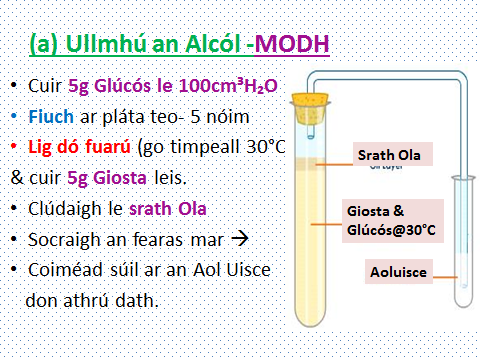 (a) Ullmhú an Alcól -MODH
• Cuir 5g Glúcós le 100cm³H₂O
• Fiuch ar pláta teo- 5 nóim
• Lig dó fuarú (go timpeall 30°C
& cuir 5g Giosta leis.
• Clúdaigh le srath Ola
• Socraigh an fearas mar →
• Coiméad súil ar an Aol Uisce
don athrú dath.
Srath Ola
Giosta &
Glúcós@30°C
Aoluisce